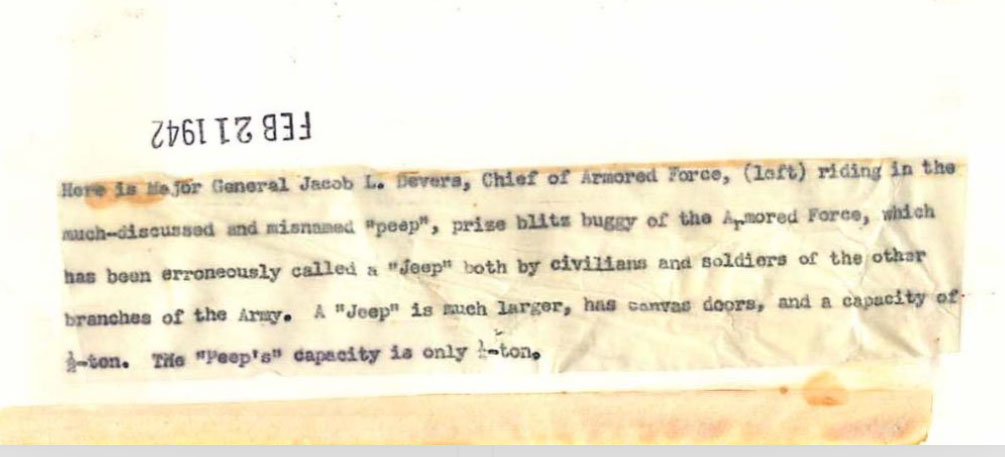 FEB 21 1942
Here is Major General Jacob L. Devers, Chief of Armored Force, (left) riding in the
much-discussed and misnamed "peep", prize blitz buggy of the Armored Force, which
has been erroneously called a "Jeep" both by civilians and soldiers of the other
branches of the Army. A "Jeep" is much larger, has canvas doors, and a capacity of
½-ton. THe "Peep's" capacity is only ¼-ton.